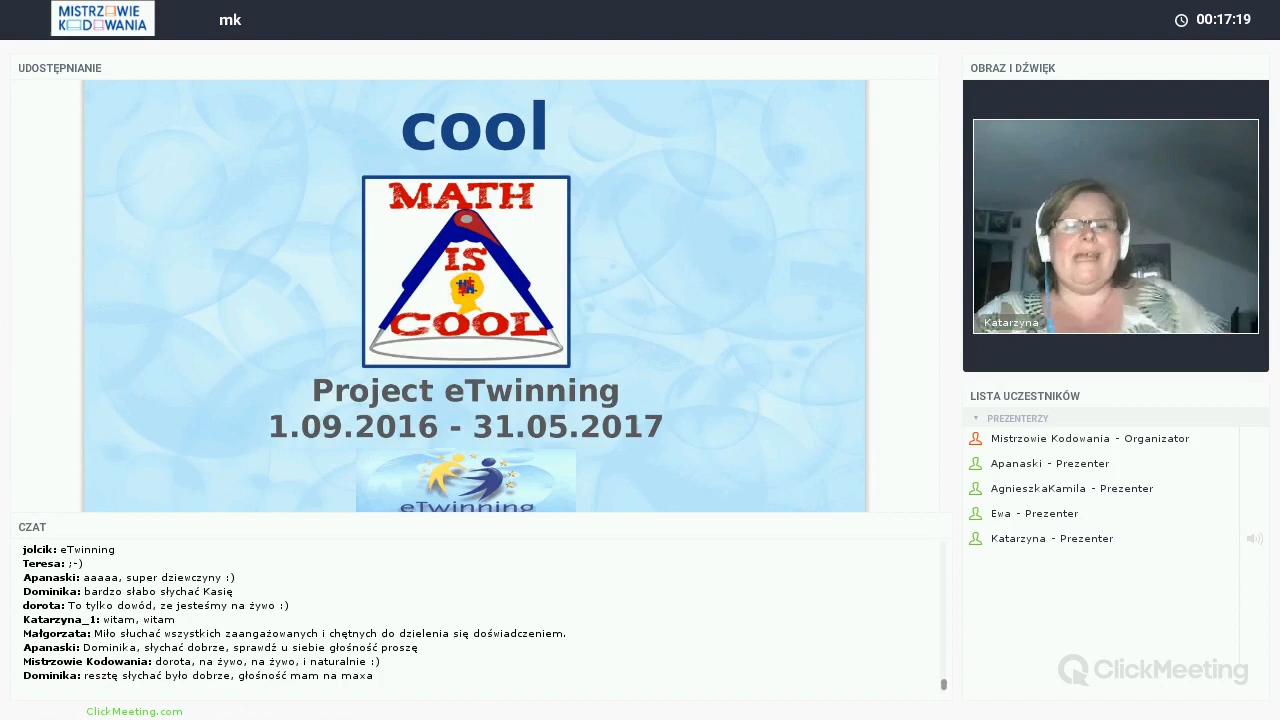 MISTRZOWIE
KODOWANIA
mk
00:17:19
UDOSTĘPNIANIE
cool
MATH
IS
COOL
Project eTwinning
1.09.2016 - 31.05.2017
eTwinning
OBRAZ I DŹWIĘK
Katarzyna
LISTA UCZESTNIKÓW
PREZENTERZY
Mistrzowie Kodowania - Organizator
Apanaski - Prezenter
AgnieszkaKamila - Prezenter
Ewa - Prezenter
Katarzyna - Prezenter
ClickMeeting
CZAT
jolcik: eTwinning
Teresa: ;-)
Apanaski: aaaaa, super dziewczyny :)
Dominika: bardzo słabo słychać Kasię
dorota: To tylko dowód, ze jesteśmy na żywo :)
Katarzyna_1: witam, witam
Małgorzata: Miło słuchać wszystkich zaangażowanych i chętnych do dzielenia się doświadczeniem.
Apanaski: Dominika, słychać dobrze, sprawdź u siebie głośność proszę
Mistrzowie Kodowania: dorota, na żywo, na żywo, i naturalnie :)
Dominika: resztę słychać było dobrze, głośność mam na maxa
ClickMeeting.com